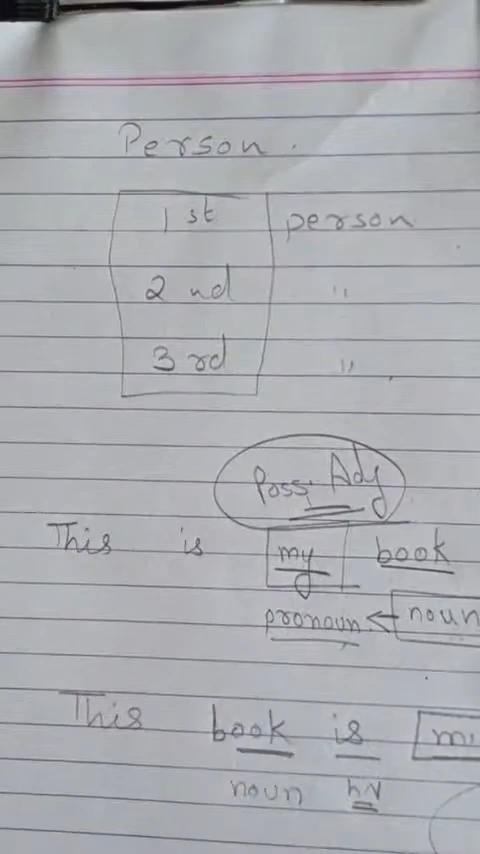 Person.
1st person
2nd "
3rd "
Poss. Adj
This is my book
pronoun ← noun
This book is
noun hv